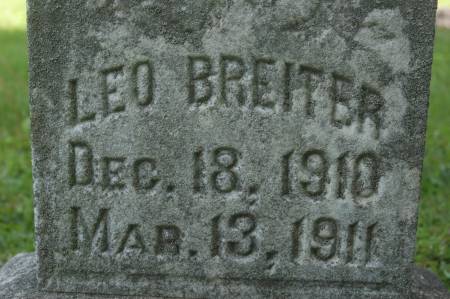 LEO BREITER
DEC. 18, 1910
MAR. 13, 1911